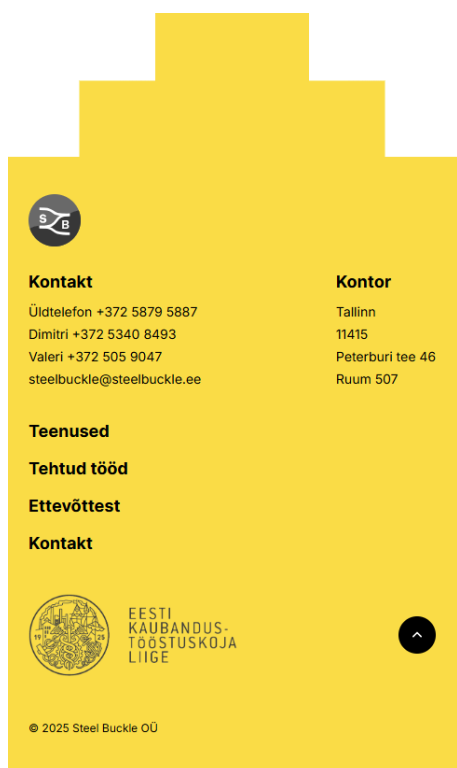 S
B
Kontakt
Üldtelefon +372 5879 5887
Dimitri +372 5340 8493
Valeri +372 505 9047
steelbuckle@steelbuckle.ee
Kontor
Tallinn
11415
Peterburi tee 46
Ruum 507
Teenused
Tehtud tööd
Ettevõttest
Kontakt
19 25
EESTI
KAUBANDUS-
TÖÖSTUSKOJA
LIIGE
© 2025 Steel Buckle OÜ